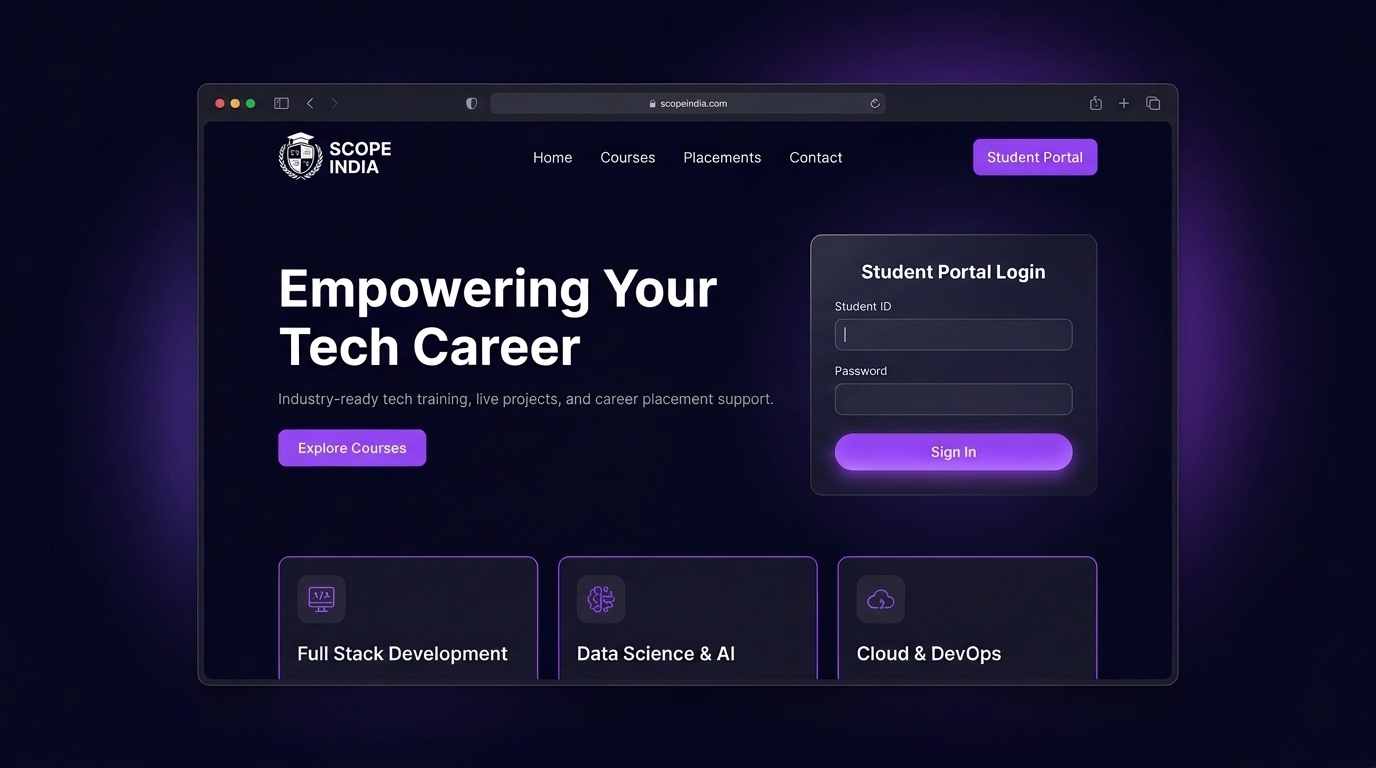 scopeindia.com
SCOPE
INDIA
Home Courses Placements Contact
Student Portal
Empowering Your
Tech Career
Industry-ready tech training, live projects, and career placement support.
Explore Courses
Student Portal Login
Student ID
Password
Sign In
Full Stack Development
Data Science & AI
Cloud & DevOps